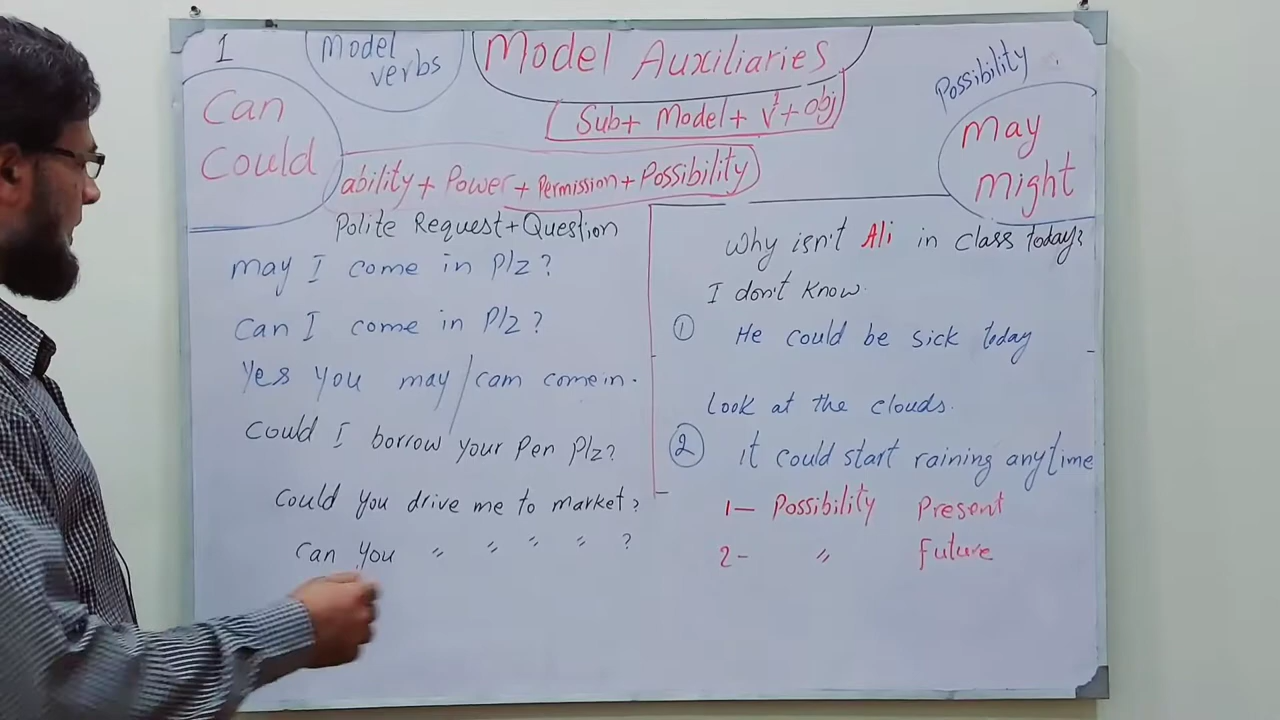 1
Model verbs
Model Auxiliaries
Sub+ Model+ V¹+obj
Can
Could
ability+ Power+Permission+Possibility
Possibility
May
Might
Polite Request+Question
may I come in Plz?
Can I come in Plz?
Yes you may/cam come in.
Could I borrow your Pen Plz?
Could you drive me to market?
Can you " " " " ?
Why isn't Ali in class today?
I don't know.
① He could be sick today
Look at the clouds.
② it could start raining anytime
1— Possibility Present
2- " future